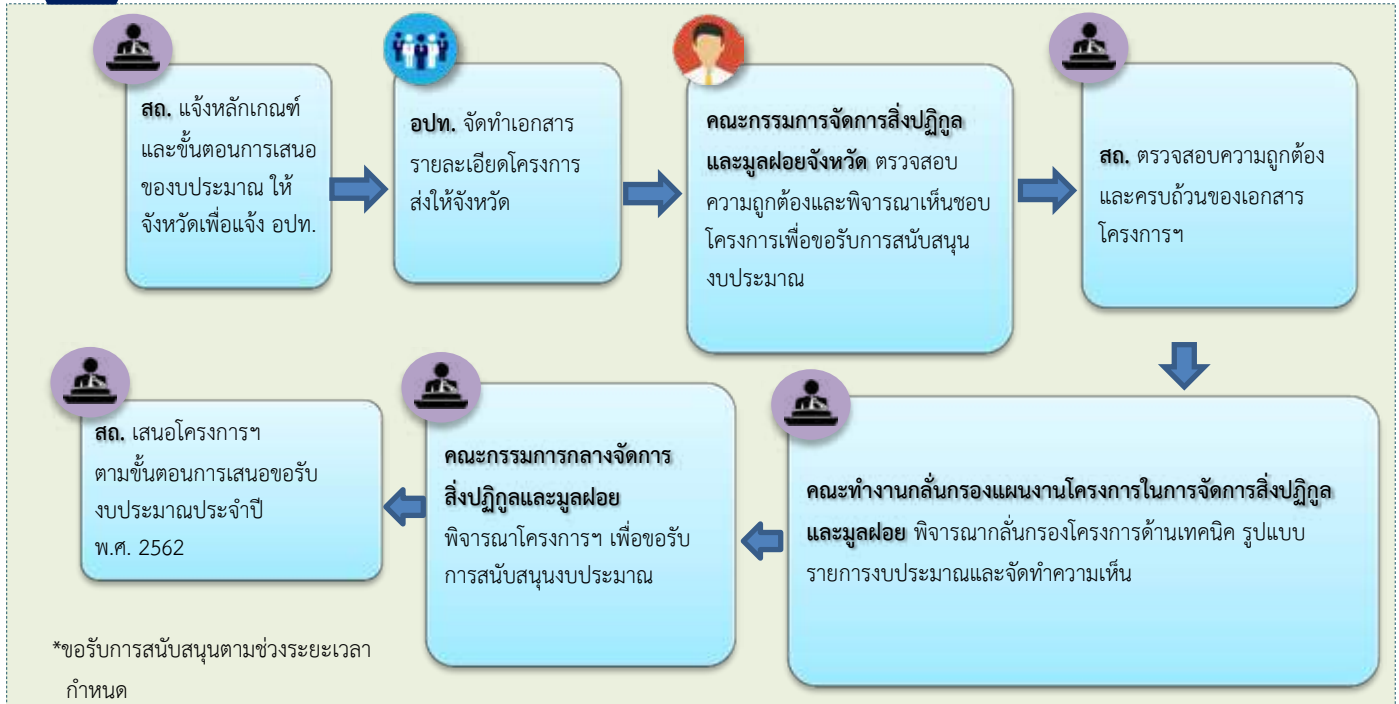 สถ. แจ้งหลักเกณฑ์
และขั้นตอนการเสนอ
ของบประมาณ ให้
จังหวัดเพื่อแจ้ง อปท.
อปท. จัดทำเอกสาร
รายละเอียดโครงการ
ส่งให้จังหวัด
คณะกรรมการจัดการสิ่งปฏิกูล
และมูลฝอยจังหวัด ตรวจสอบ
ความถูกต้องและพิจารณาเห็นชอบ
โครงการเพื่อขอรับการสนับสนุน
งบประมาณ
สถ. ตรวจสอบความถูกต้อง
และครบถ้วนของเอกสาร
โครงการฯ
คณะทำงานกลั่นกรองแผนงานโครงการในการจัดการสิ่งปฏิกูล
และมูลฝอย พิจารณากลั่นกรองโครงการด้านเทคนิค รูปแบบ
รายการงบประมาณและจัดทำความเห็น
คณะกรรมการกลางจัดการ
สิ่งปฏิกูลและมูลฝอย
พิจารณาโครงการฯ เพื่อขอรับ
การสนับสนุนงบประมาณ
สถ. เสนอโครงการฯ
ตามขั้นตอนการเสนอขอรับ
งบประมาณประจำปี
พ.ศ. 2562
*ขอรับการสนับสนุนตามช่วงระยะเวลา
กำหนด